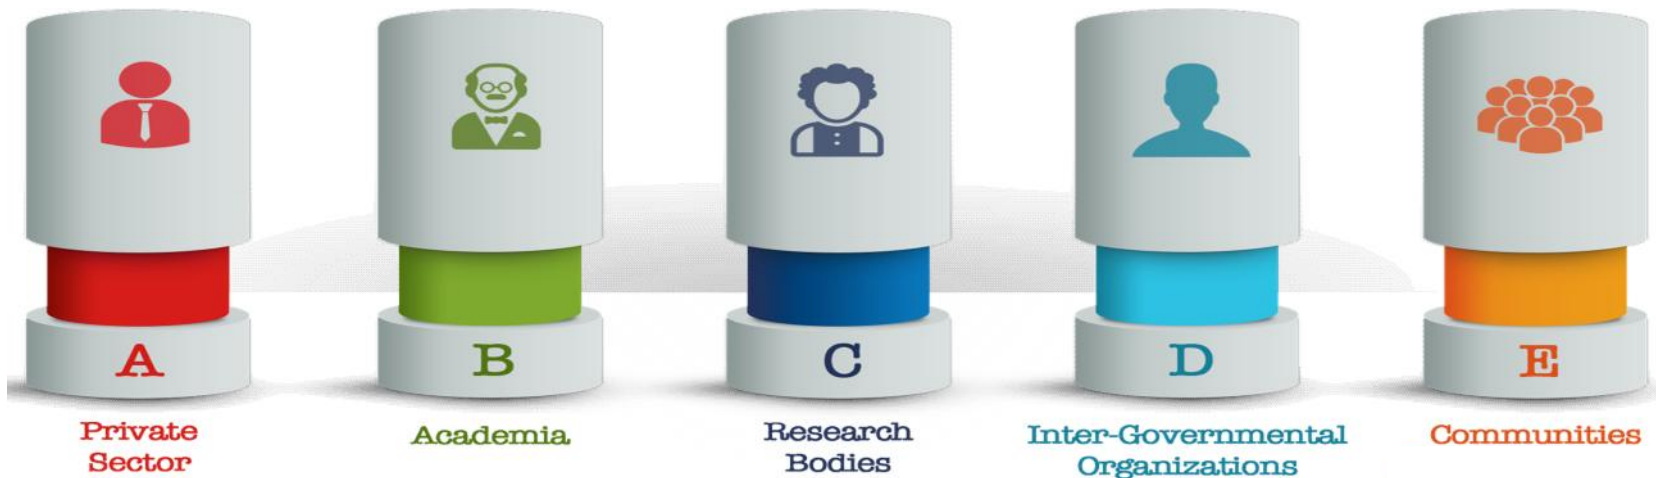 A
B
C
D
E
Private
Sector
Academia
Research
Bodies
Inter-Governmental
Organizations
Communities